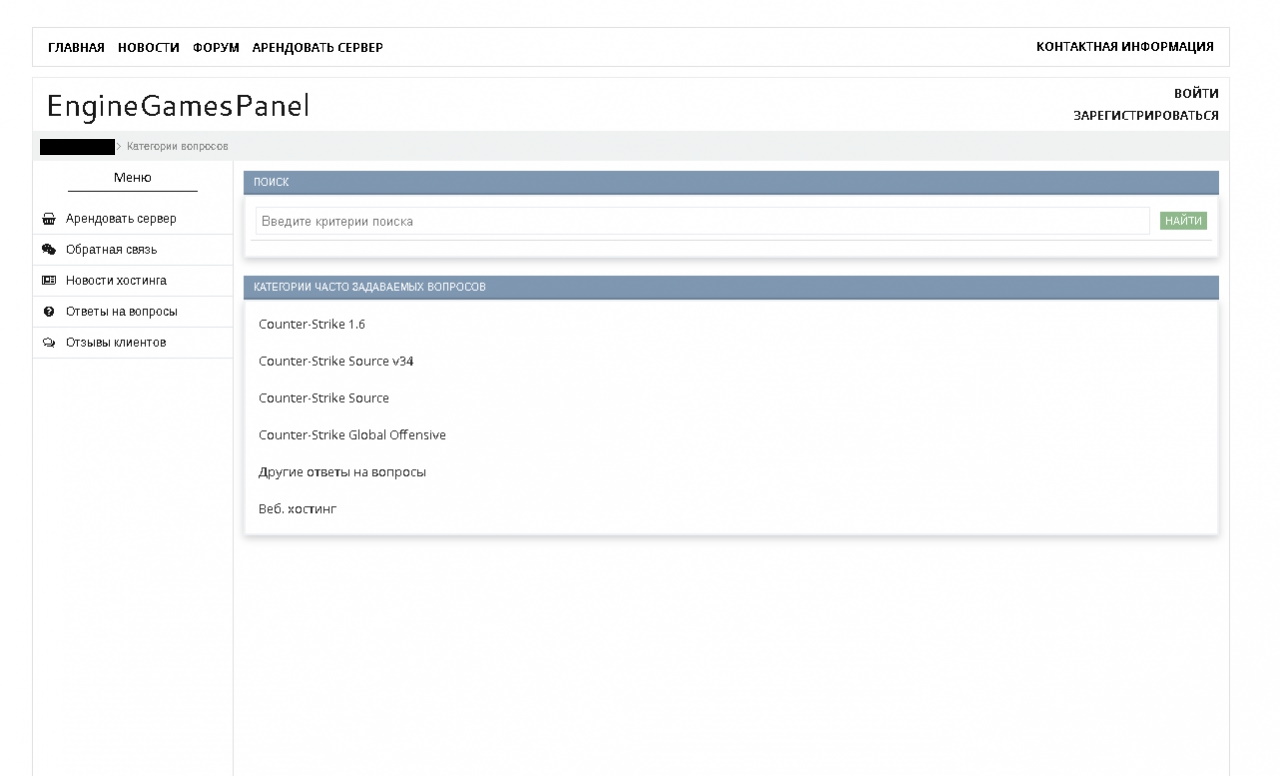 ГЛАВНАЯ НОВОСТИ ФОРУМ АРЕНДОВАТЬ СЕРВЕР КОНТАКТНАЯ ИНФОРМАЦИЯ
EngineGamesPanel
ВОЙТИ
ЗАРЕГИСТРИРОВАТЬСЯ
> Категории вопросов
Меню
Арендовать сервер
Обратная связь
Новости хостинга
Ответы на вопросы
Отзывы клиентов
ПОИСК
Введите критерии поиска НАЙТИ
КАТЕГОРИИ ЧАСТО ЗАДАВАЕМЫХ ВОПРОСОВ
Counter-Strike 1.6
Counter-Strike Source v34
Counter-Strike Source
Counter-Strike Global Offensive
Другие ответы на вопросы
Веб. хостинг